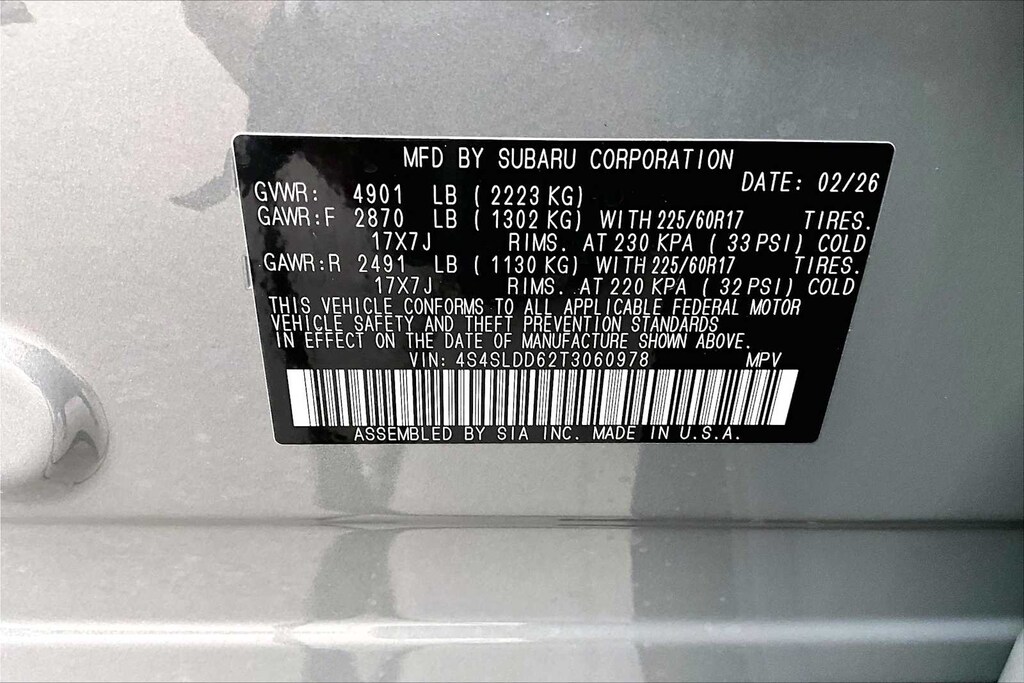 MFD BY SUBARU CORPORATION
DATE: 02/26
GVWR: 4901 LB (2223 KG)
GAWR:F 2870 LB (1302 KG) WITH 225/60R17 TIRES.
17X7J RIMS. AT 230 KPA (33 PSI) COLD
GAWR:R 2491 LB (1130 KG) WITH 225/60R17 TIRES.
17X7J RIMS. AT 220 KPA (32 PSI) COLD
THIS VEHICLE CONFORMS TO ALL APPLICABLE FEDERAL MOTOR
VEHICLE SAFETY AND THEFT PREVENTION STANDARDS
IN EFFECT ON THE DATE OF MANUFACTURE SHOWN ABOVE.
VIN: 4S4SLDD62T3060978 MPV
ASSEMBLED BY SIA INC. MADE IN U.S.A.